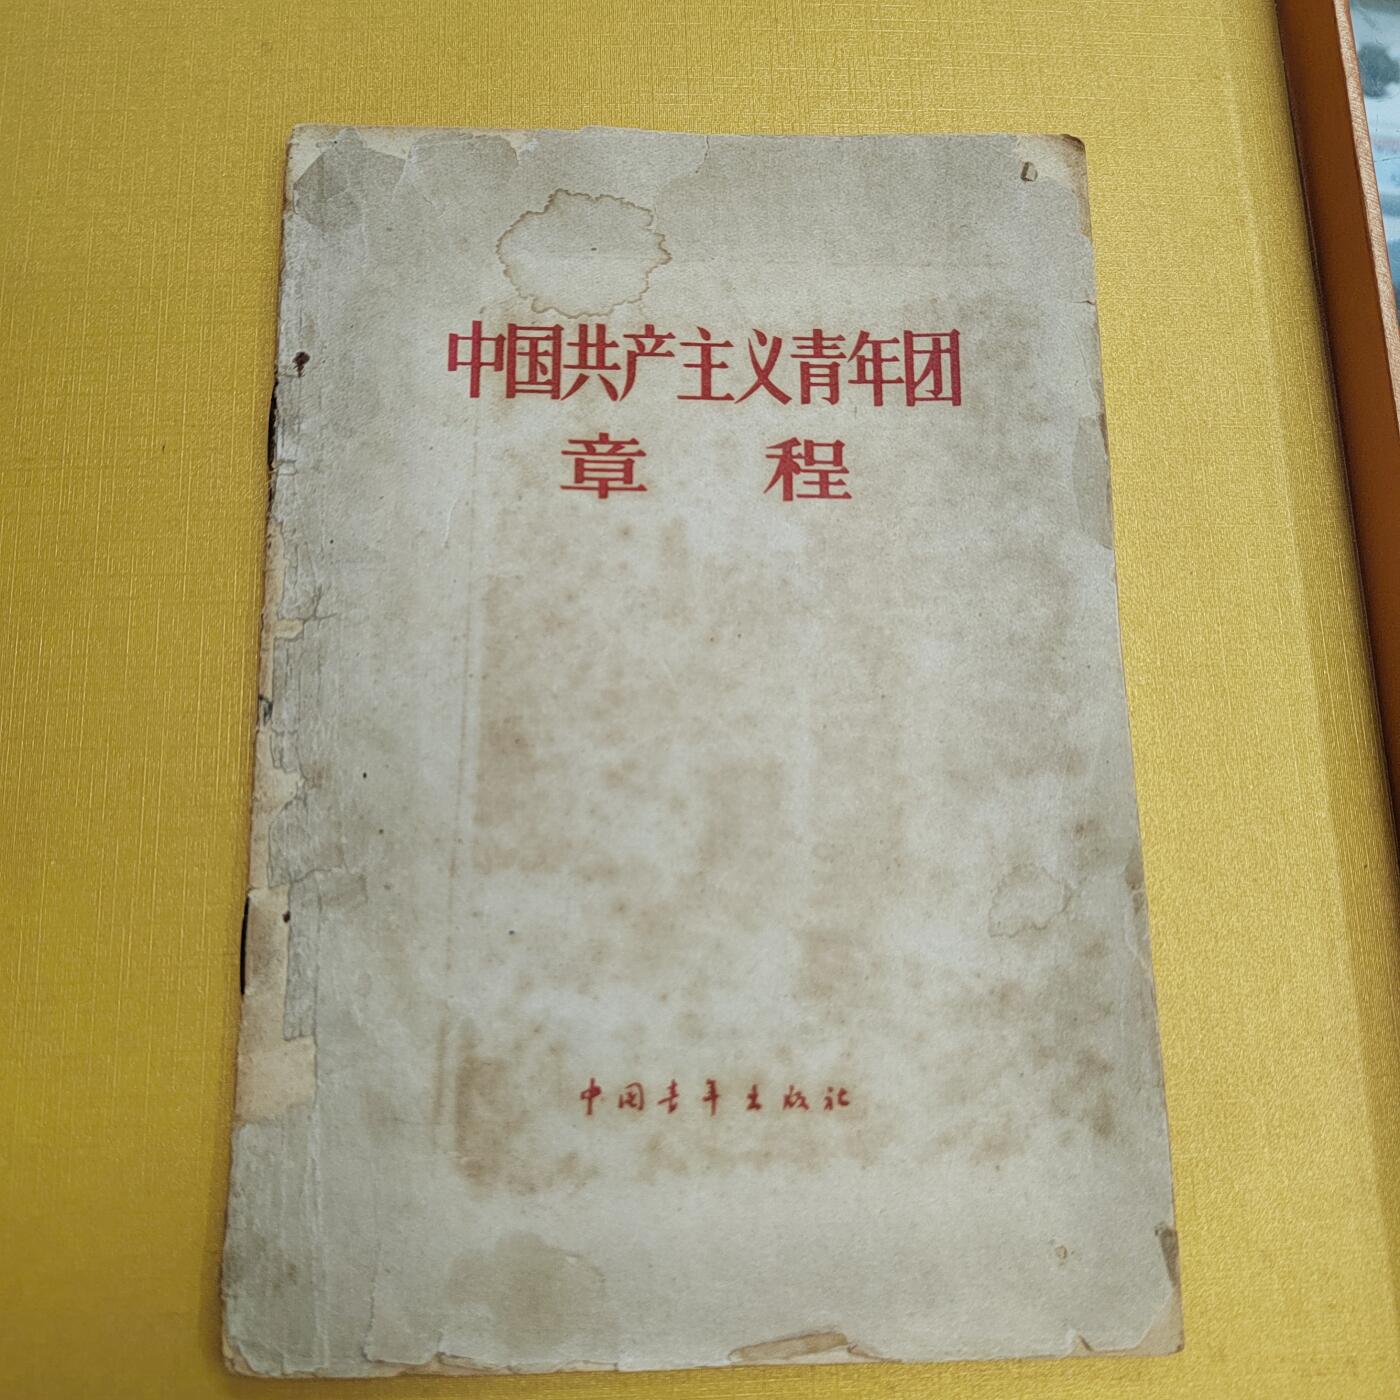 中国共产主义青年团
章程
中国青年出版社